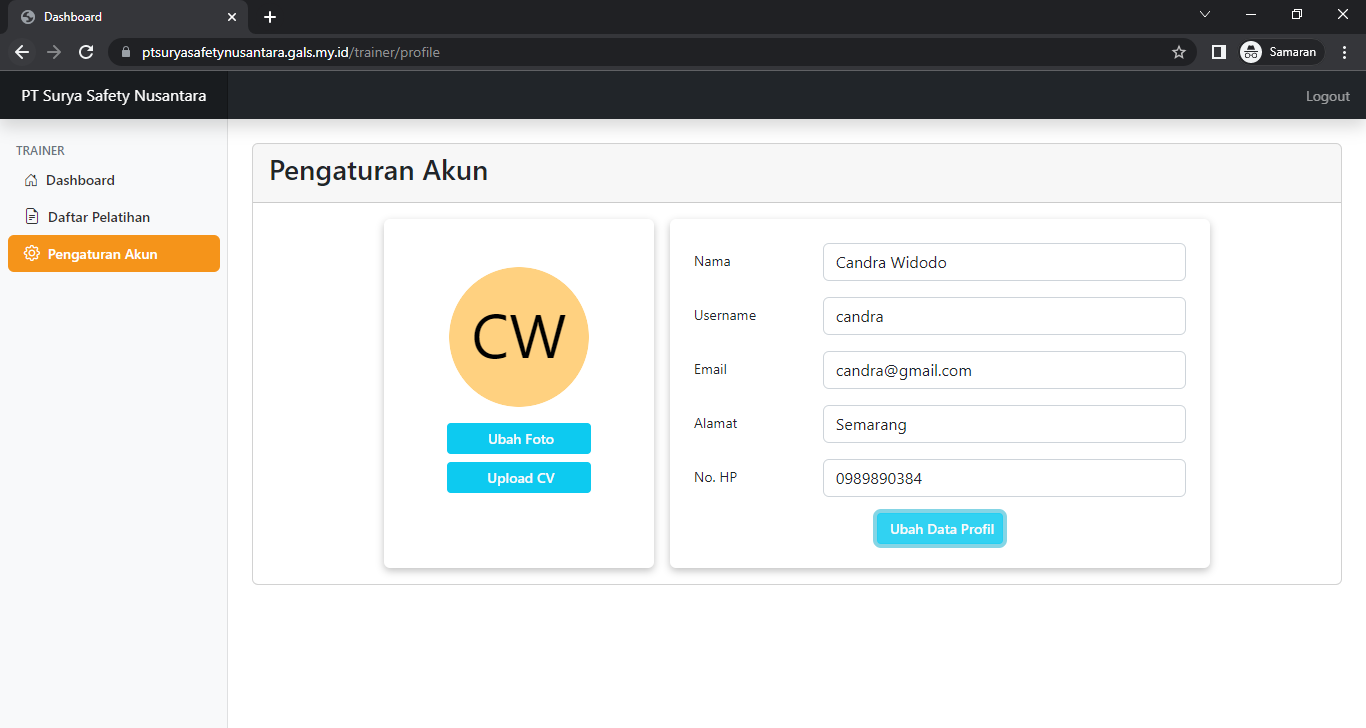 Dashboard
ptsuryasafetynusantara.gals.my.id/trainer/profile
Samaran
PT Surya Safety Nusantara
Logout
TRAINER
Dashboard
Daftar Pelatihan
Pengaturan Akun
Pengaturan Akun
CW
Ubah Foto
Upload CV
Nama
Candra Widodo
Username
candra
Email
candra@gmail.com
Alamat
Semarang
No. HP
0989890384
Ubah Data Profil